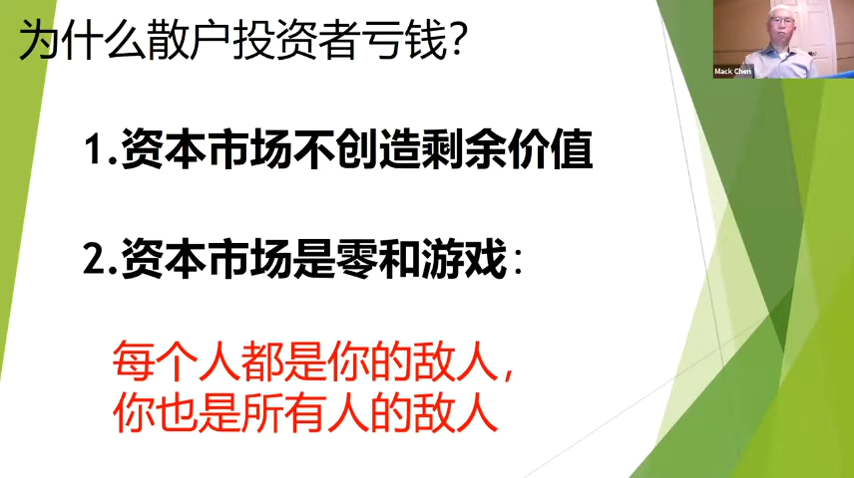 为什么散户投资者亏钱？
Mack Chen
1.资本市场不创造剩余价值
2.资本市场是零和游戏：
每个人都是你的敌人，
你也是所有人的敌人